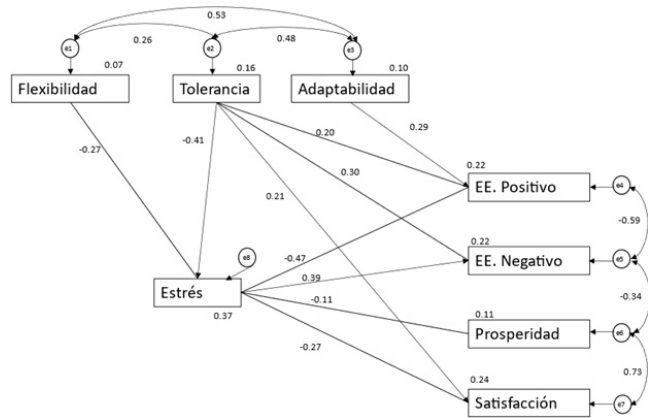 0.53
0.26
0.48
e1
e2
e3
0.07
0.16
0.10
Flexibilidad
Tolerancia
Adaptabilidad
-0.27
-0.41
0.20
0.29
0.30
0.21
0.22
EE. Positivo
e4
-0.59
0.22
EE. Negativo
e5
-0.47
e8
0.39
Estrés
-0.34
-0.11
0.11
0.37
Prosperidad
e6
-0.27
0.73
0.24
Satisfacción
e7